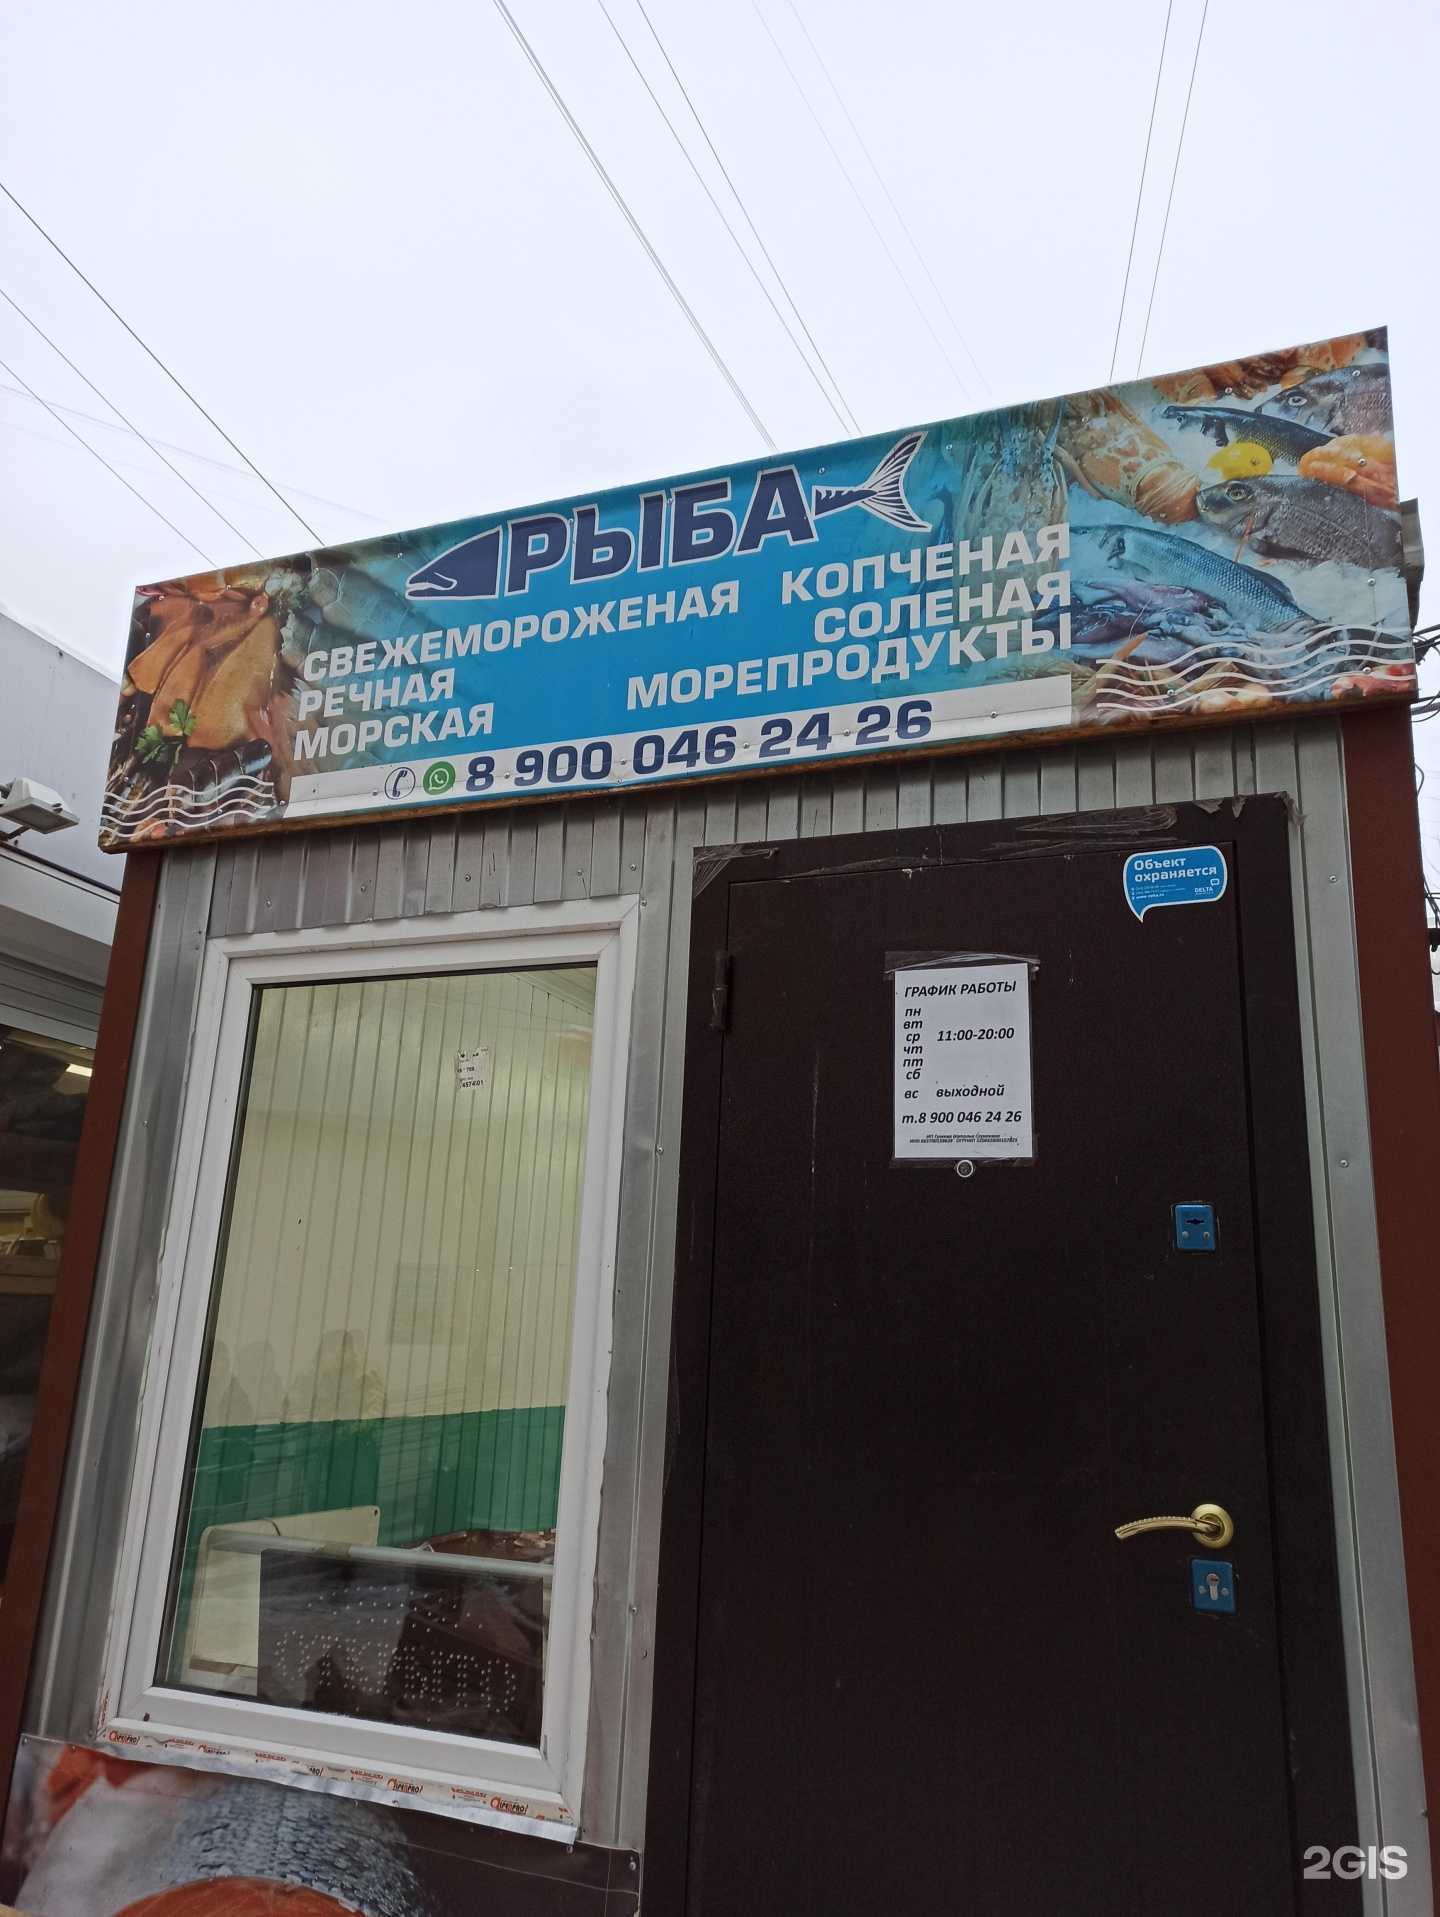 РЫБА
СВЕЖЕМОРОЖЕНАЯ КОПЧЕНАЯ
РЕЧНАЯ СОЛЕНАЯ
МОРСКАЯ МОРЕПРОДУКТЫ
8 900 046 24 26
Объект
охраняется
DELTA
ГРАФИК РАБОТЫ
пн
вт
ср 11:00-20:00
чт
пт
сб
вс выходной
т.8 900 046 24 26
2GIS